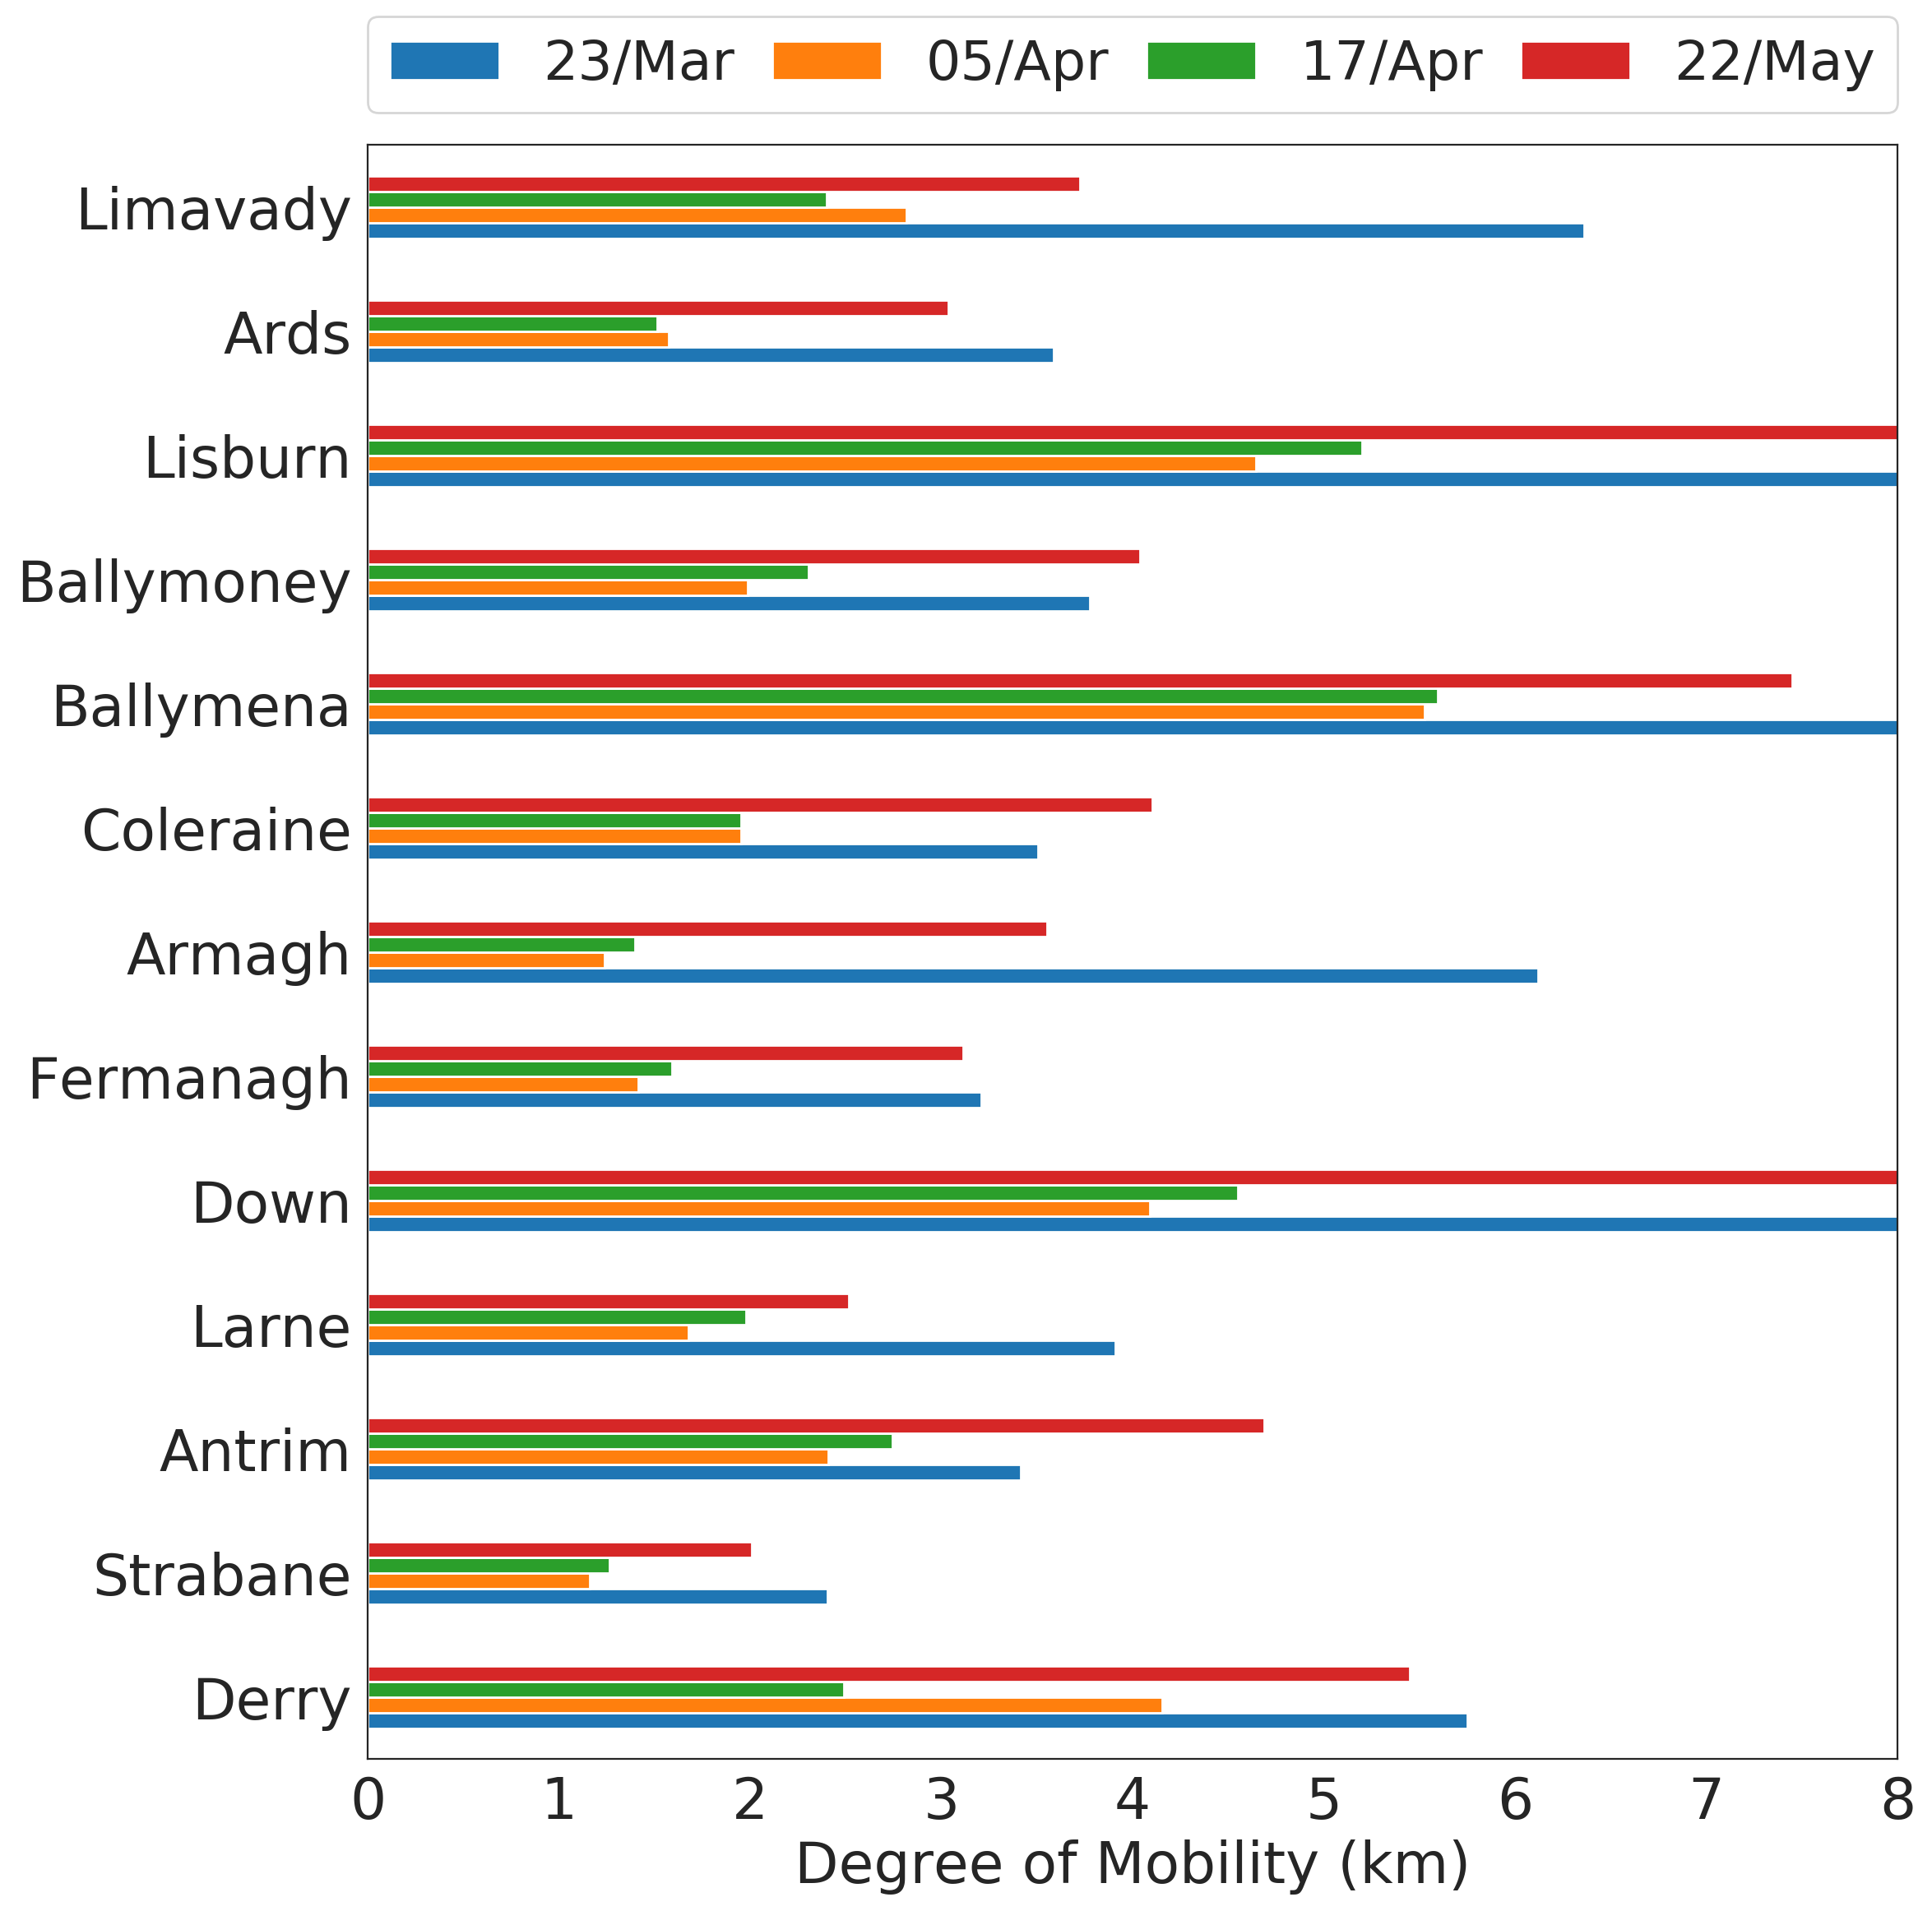 23/Mar 05/Apr 17/Apr 22/May
Limavady
Ards
Lisburn
Ballymoney
Ballymena
Coleraine
Armagh
Fermanagh
Down
Larne
Antrim
Strabane
Derry
0 1 2 3 4 5 6 7 8
Degree of Mobility (km)